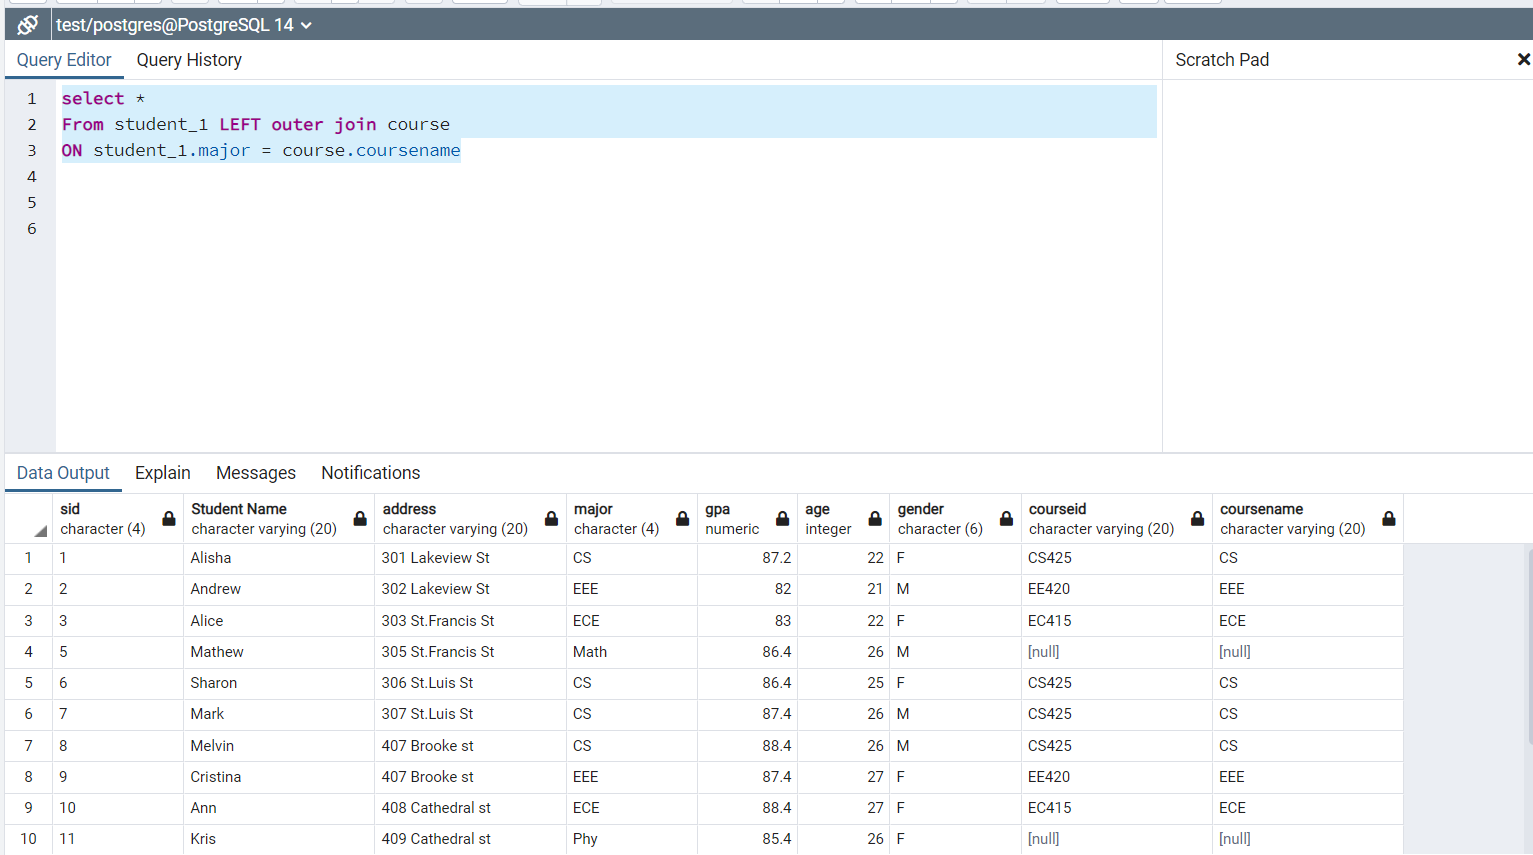 test/postgres@PostgreSQL 14
Query Editor Query History Scratch Pad
1 select *
2 From student_1 LEFT outer join course
3 ON student_1.major = course.coursename
4
5
6
Data Output Explain Messages Notifications
sid Student Name address major gpa age gender courseid coursename
character (4) character varying (20) character varying (20) character (4) numeric integer character (6) character varying (20) character varying (20)
1 1 Alisha 301 Lakeview St CS 87.2 22 F CS425 CS
2 2 Andrew 302 Lakeview St EEE 82 21 M EE420 EEE
3 3 Alice 303 St.Francis St ECE 83 22 F EC415 ECE
4 5 Mathew 305 St.Francis St Math 86.4 26 M [null] [null]
5 6 Sharon 306 St.Luis St CS 86.4 25 F CS425 CS
6 7 Mark 307 St.Luis St CS 87.4 26 M CS425 CS
7 8 Melvin 407 Brooke st CS 88.4 26 M CS425 CS
8 9 Cristina 407 Brooke st EEE 87.4 27 F EE420 EEE
9 10 Ann 408 Cathedral st ECE 88.4 27 F EC415 ECE
10 11 Kris 409 Cathedral st Phy 85.4 26 F [null] [null]